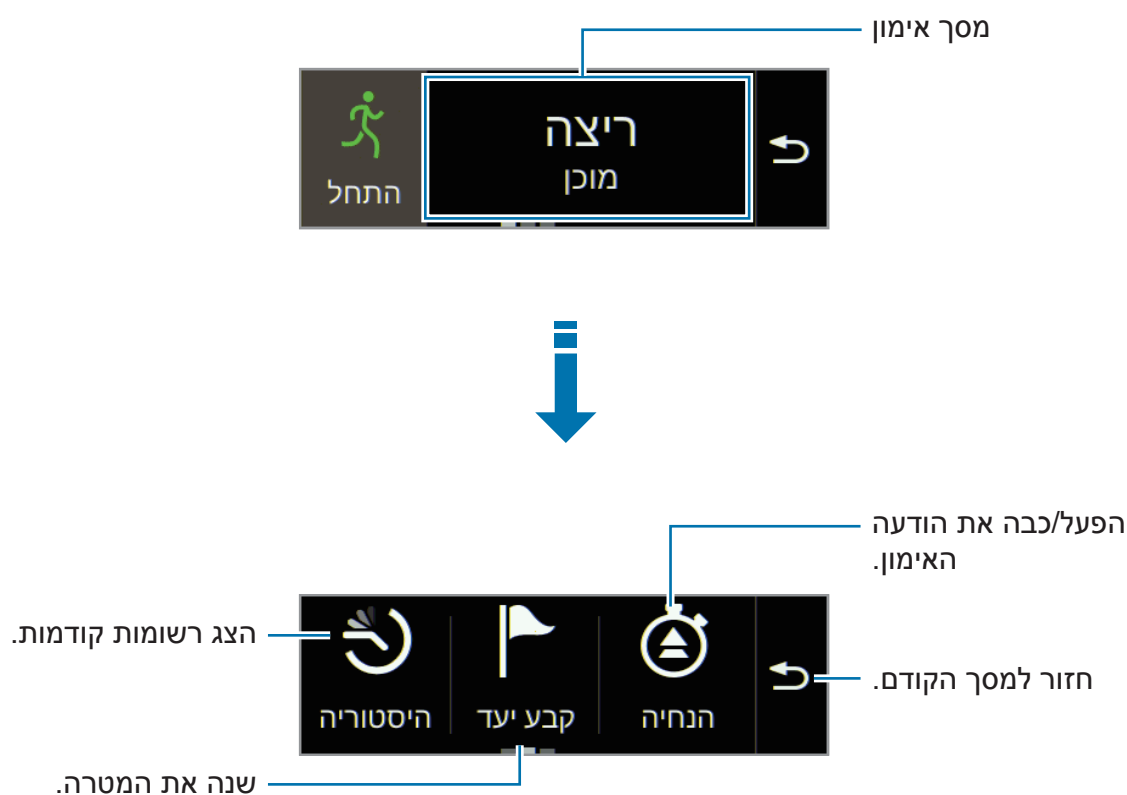 מסך אימון
ריצה
מוכן
התחל
הפעל/כבה את הודעה
האימון.
הצג רשומות קודמות.
חזור למסך הקודם.
הנחיה
קבע יעד
היסטוריה
שנה את המטרה.